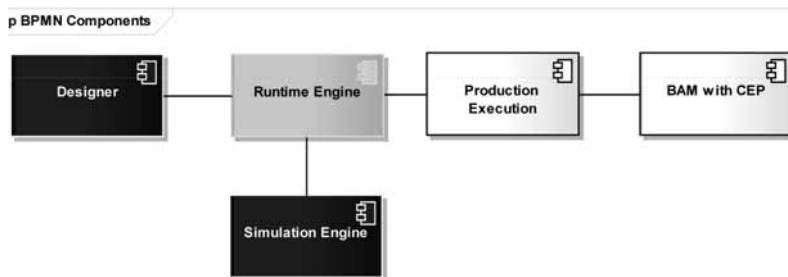 p BPMN Components
Designer
Runtime Engine
Production
Execution
BAM with CEP
Simulation Engine